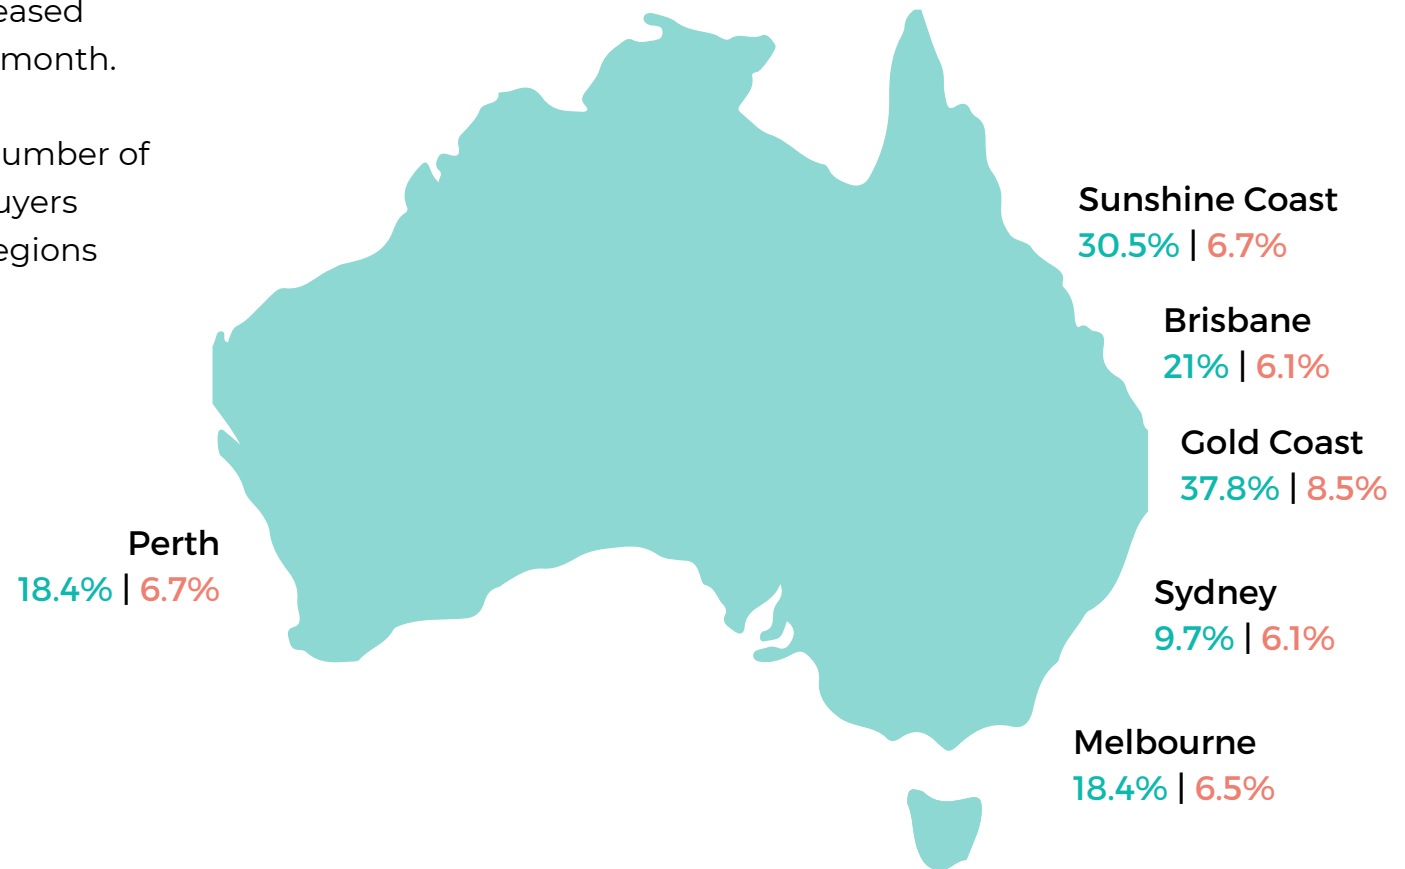 eased
month.
umber of
uyers
egions
Sunshine Coast
30.5% | 6.7%
Brisbane
21% | 6.1%
Gold Coast
37.8% | 8.5%
Perth
18.4% | 6.7%
Sydney
9.7% | 6.1%
Melbourne
18.4% | 6.5%